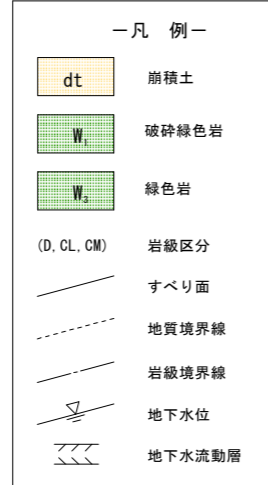 －凡 例－
dt 崩積土
W₁ 破砕緑色岩
W₃ 緑色岩
(D, CL, CM) 岩級区分
すべり面
地質境界線
岩級境界線
地下水位
地下水流動層